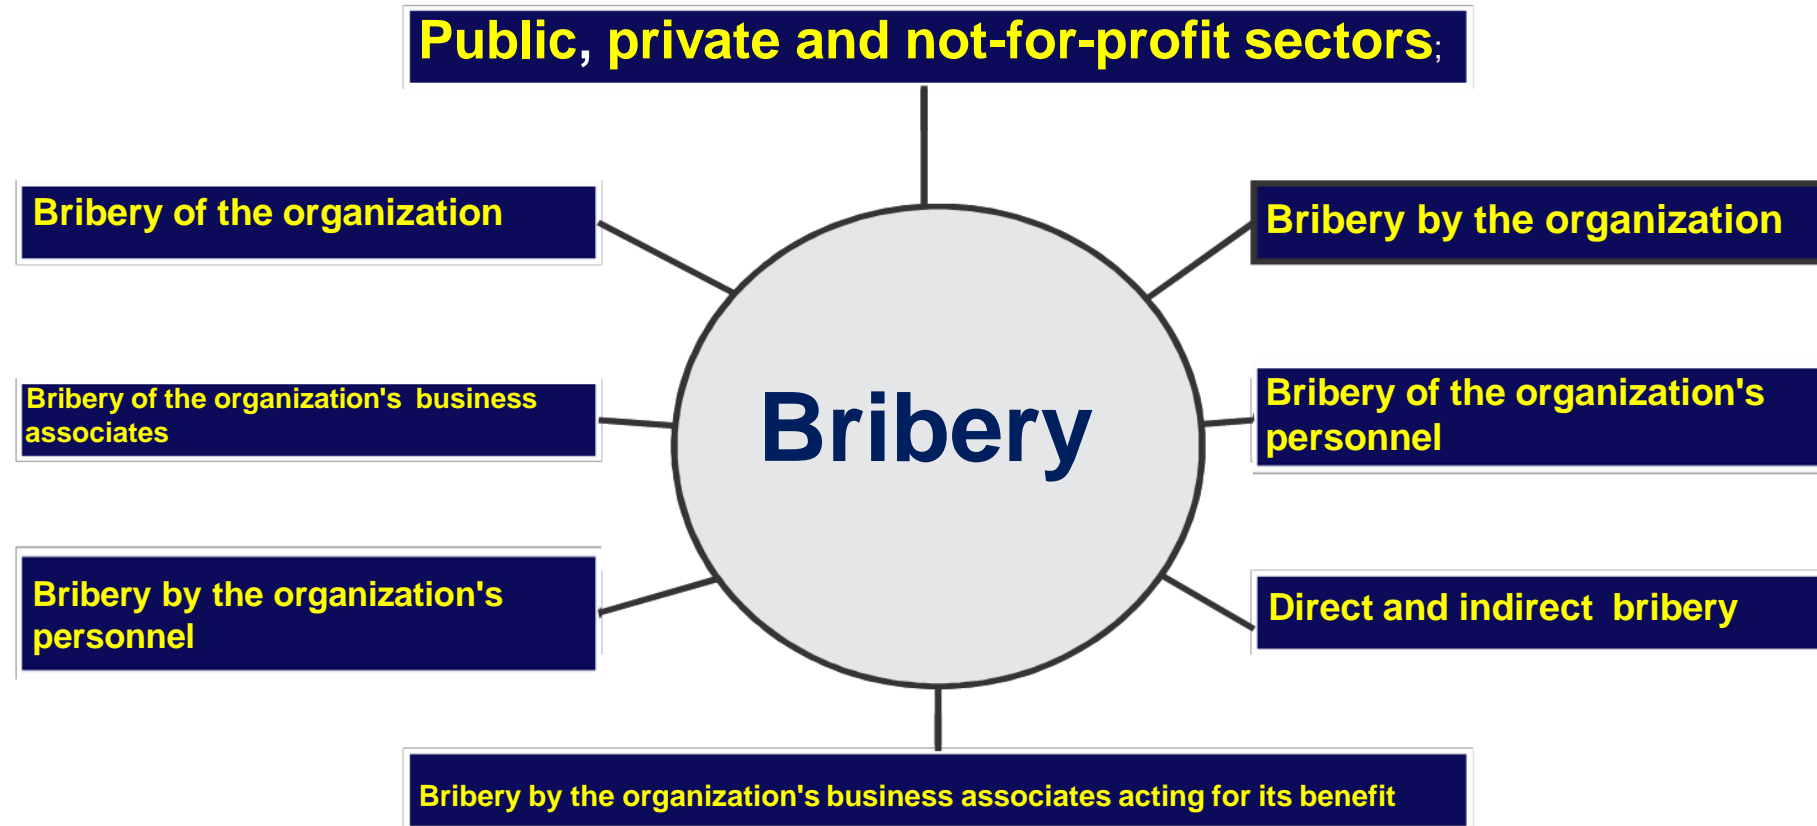 Public, private and not-for-profit sectors;
Bribery of the organization
Bribery by the organization
Bribery of the organization's business
associates
Bribery
Bribery of the organization's
personnel
Bribery by the organization's
personnel
Direct and indirect bribery
Bribery by the organization's business associates acting for its benefit